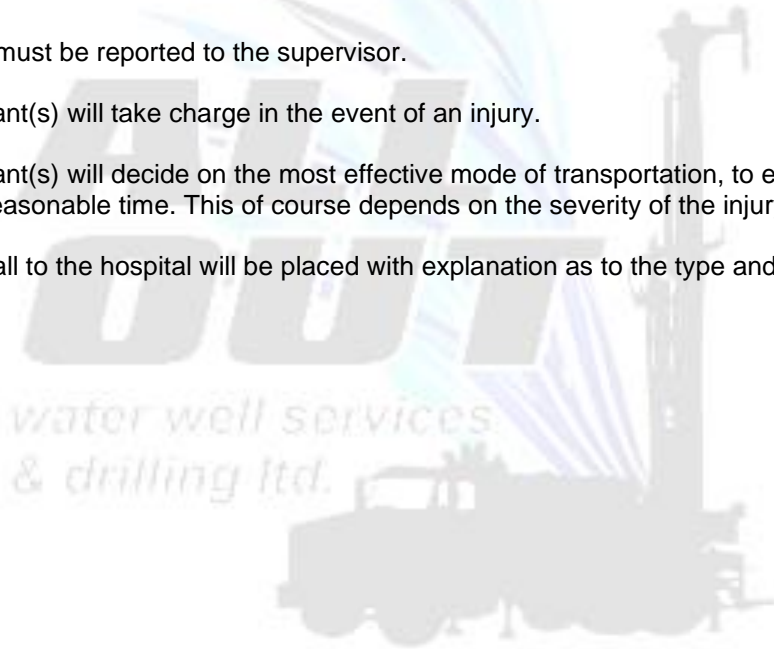 must be reported to the supervisor.
ant(s) will take charge in the event of an injury.
ant(s) will decide on the most effective mode of transportation, to e
easonable time. This of course depends on the severity of the injur
all to the hospital will be placed with explanation as to the type and
ALL
OUT
water well services
& drilling ltd.